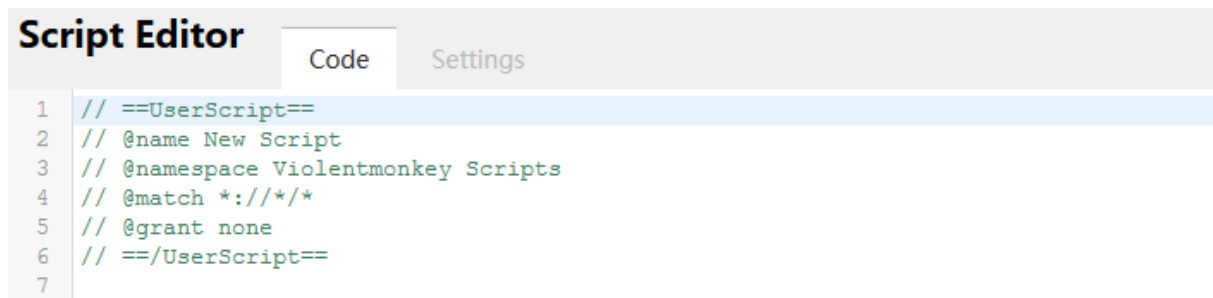 Script Editor
Code
Settings
1 // ==UserScript==
2 // @name New Script
3 // @namespace Violentmonkey Scripts
4 // @match *://*/*
5 // @grant none
6 // ==/UserScript==
7